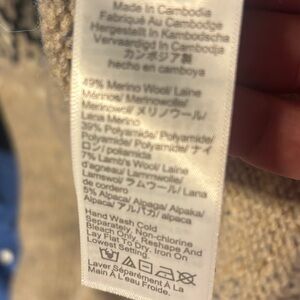 Made In Cambodia
Fabriqué Au Cambodge
Hergestellt In Kambodscha
Vervaardigd In Cambodja
カンボジア製
hecho en camboya
49% Merino Wool/ Laine
Mérinos/ Merinowolle/
Merinowol/ メリノウール/
Lana Merino
39% Polyamide/ Polyamide/
Polyamid/ Polyamide/ ナイ
ロン/ poliamida
7% Lamb's Wool/ Laine
d'agneau/ Lammwolle/
Lamswol/ ラムウール/ Lana
de cordero
5% Alpaca/ Alpaga/ Alpaka/
Alpaca/ アルパカ/ alpaca
Hand Wash Cold
Separately, Non-chlorine
Bleach Only, Reshape And
Lay Flat To Dry. Iron On
Lowest Setting.
Laver Séparément À La
Main À L'eau Froide.